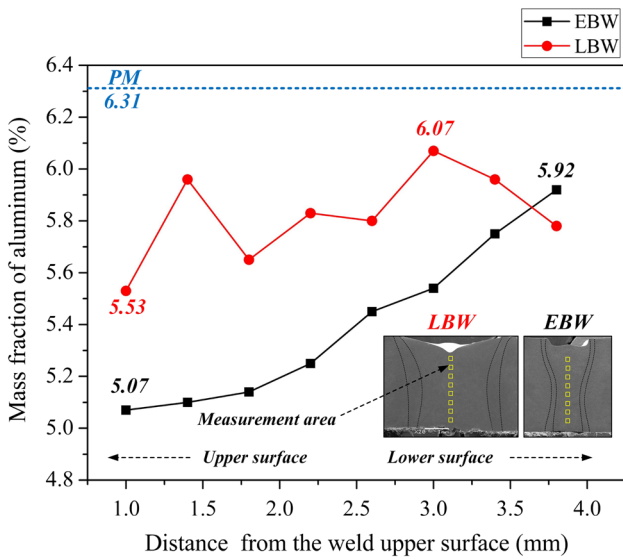 EBW
LBW
6.4
6.2
6.0
5.8
5.6
5.4
5.2
5.0
4.8
Mass fraction of aluminum (%)
PM
6.31
6.07
5.92
5.53
5.07
LBW
EBW
Measurement area
Upper surface
Lower surface
1.0
1.5
2.0
2.5
3.0
3.5
4.0
Distance from the weld upper surface (mm)